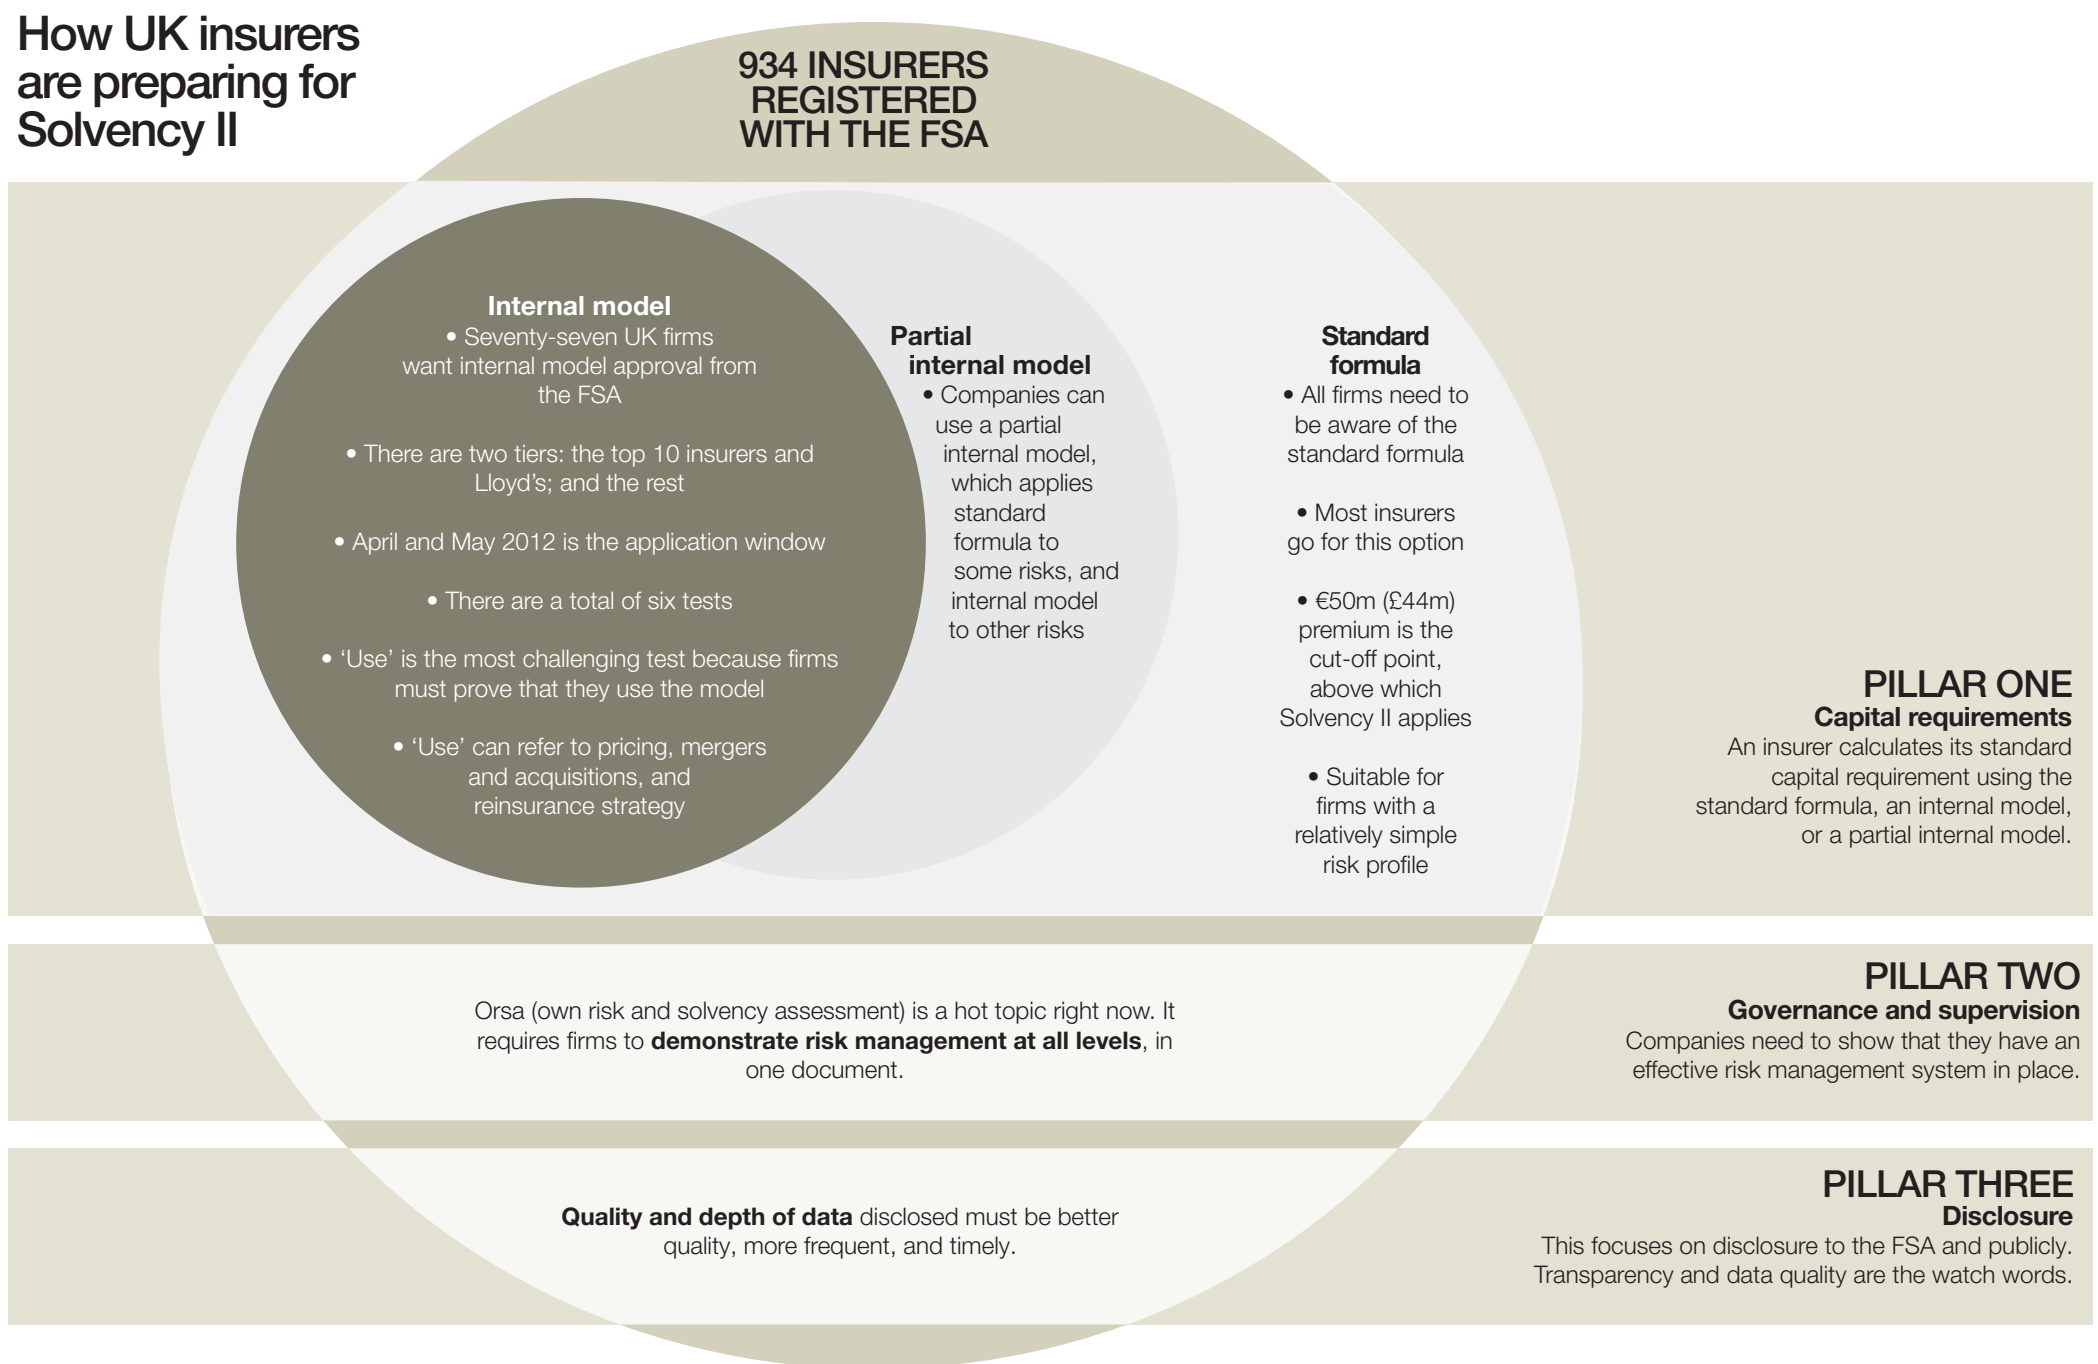 How UK insurers
are preparing for
Solvency II
934 INSURERS
REGISTERED
WITH THE FSA
Internal model
• Seventy-seven UK firms
want internal model approval from
the FSA
• There are two tiers: the top 10 insurers and
Lloyd’s; and the rest
• April and May 2012 is the application window
• There are a total of six tests
• ‘Use’ is the most challenging test because firms
must prove that they use the model
• ‘Use’ can refer to pricing, mergers
and acquisitions, and
reinsurance strategy
Partial
internal model
• Companies can
use a partial
internal model,
which applies
standard
formula to
some risks, and
internal model
to other risks
Standard
formula
• All firms need to
be aware of the
standard formula
• Most insurers
go for this option
• €50m (£44m)
premium is the
cut-off point,
above which
Solvency II applies
• Suitable for
firms with a
relatively simple
risk profile
PILLAR ONE
Capital requirements
An insurer calculates its standard
capital requirement using the
standard formula, an internal model,
or a partial internal model.
Orsa (own risk and solvency assessment) is a hot topic right now. It
requires firms to demonstrate risk management at all levels, in
one document.
PILLAR TWO
Governance and supervision
Companies need to show that they have an
effective risk management system in place.
Quality and depth of data disclosed must be better
quality, more frequent, and timely.
PILLAR THREE
Disclosure
This focuses on disclosure to the FSA and publicly.
Transparency and data quality are the watch words.